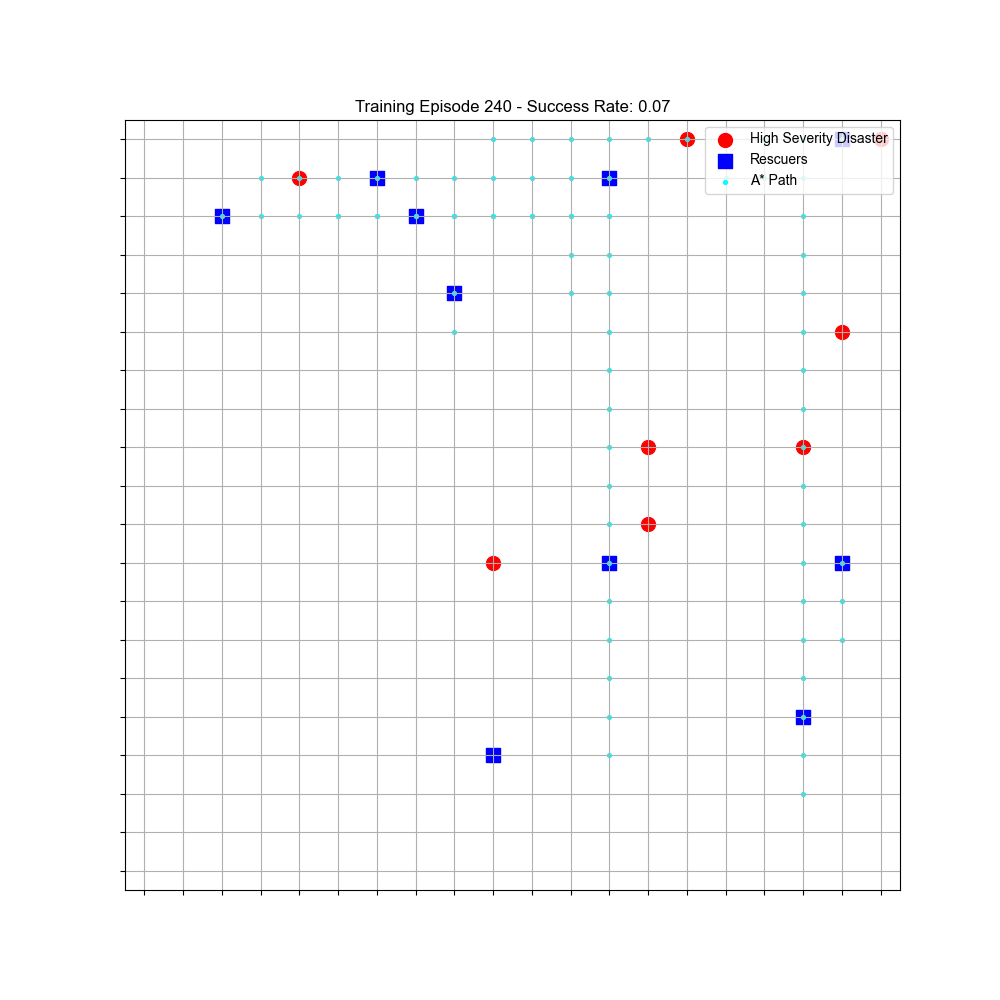 Training Episode 240 - Success Rate: 0.07
High Severity Disaster
Rescuers
A* Path